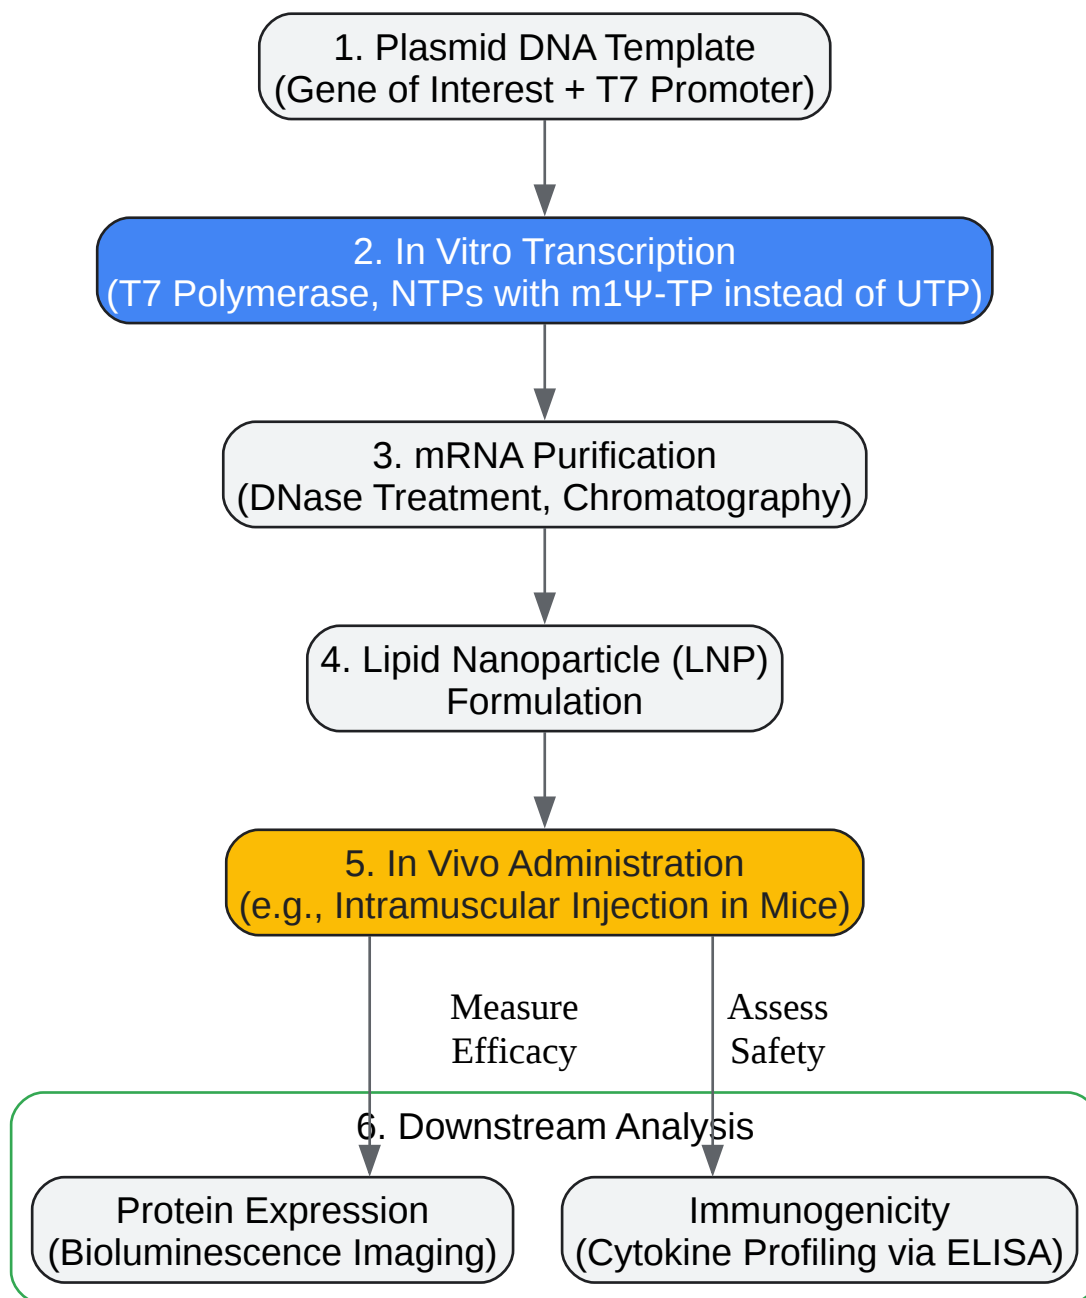 1. Plasmid DNA Template
(Gene of Interest + T7 Promoter)
2. In Vitro Transcription
(T7 Polymerase, NTPs with m1Ψ-TP instead of UTP)
3. mRNA Purification
(DNase Treatment, Chromatography)
4. Lipid Nanoparticle (LNP)
Formulation
5. In Vivo Administration
(e.g., Intramuscular Injection in Mice)
Measure
Efficacy
Assess
Safety
6. Downstream Analysis
Protein Expression
(Bioluminescence Imaging)
Immunogenicity
(Cytokine Profiling via ELISA)